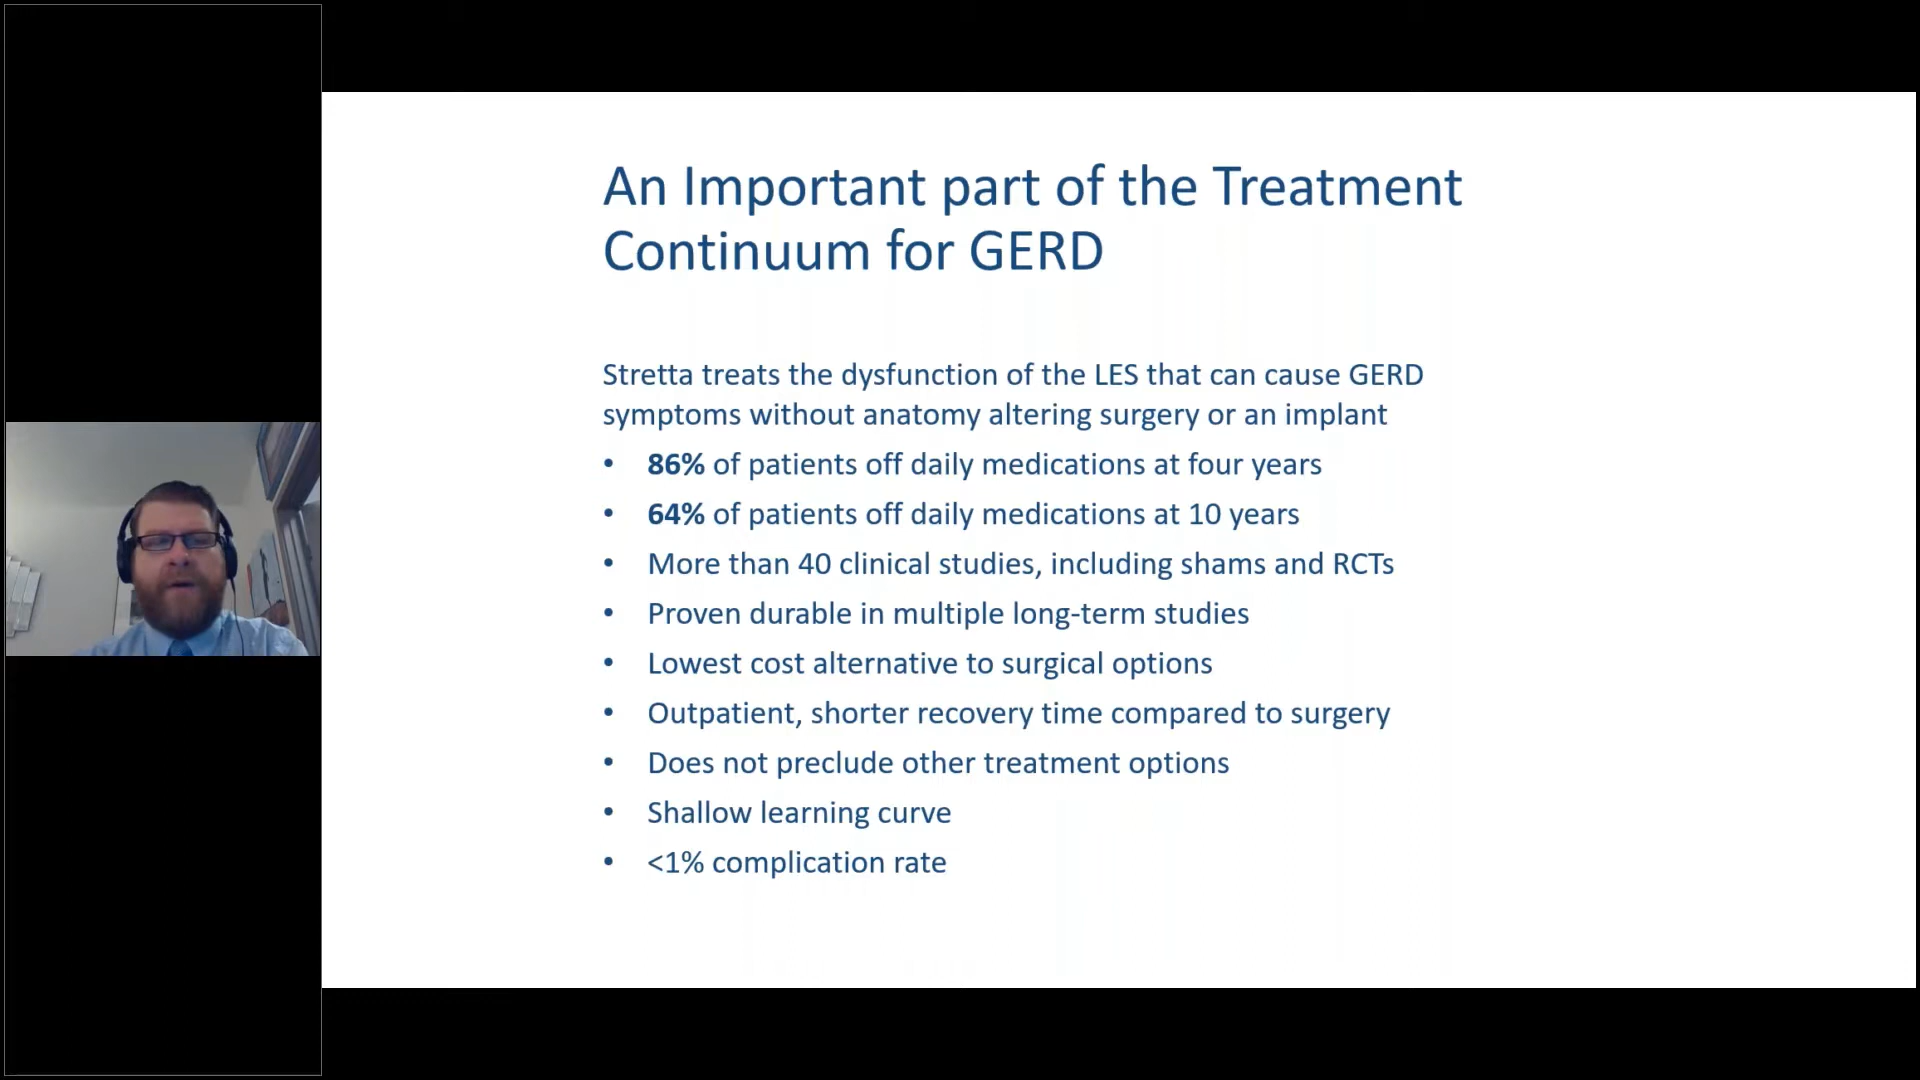 An Important part of the Treatment
Continuum for GERD
Stretta treats the dysfunction of the LES that can cause GERD
symptoms without anatomy altering surgery or an implant
• 86% of patients off daily medications at four years
• 64% of patients off daily medications at 10 years
• More than 40 clinical studies, including shams and RCTs
• Proven durable in multiple long-term studies
• Lowest cost alternative to surgical options
• Outpatient, shorter recovery time compared to surgery
• Does not preclude other treatment options
• Shallow learning curve
• <1% complication rate